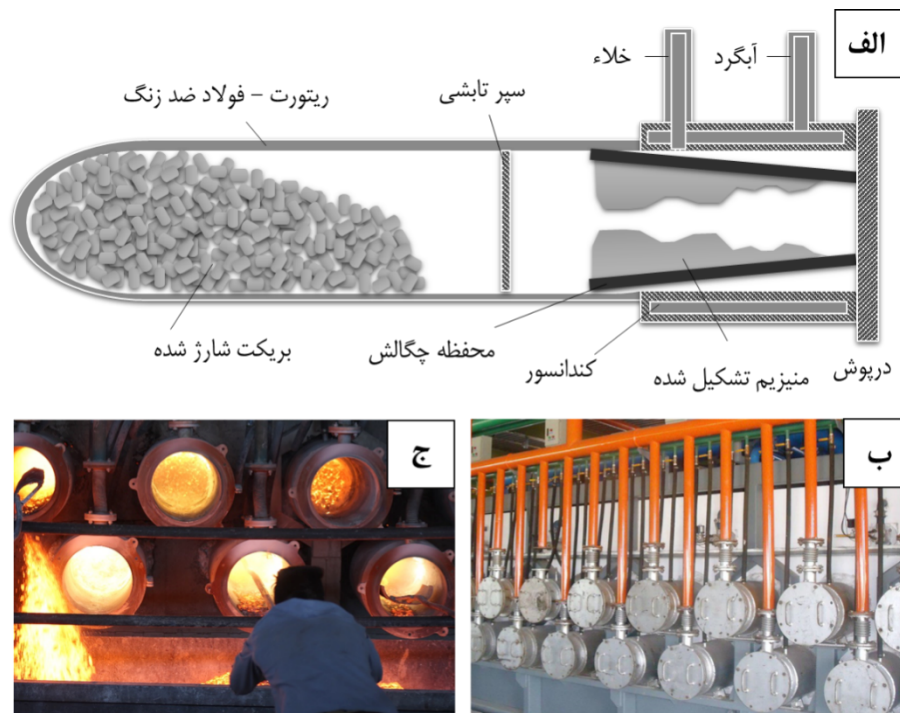 الف
آبگرد
خلاء
سپر تابشی
ریتورت – فولاد ضد زنگ
درپوش
منیزیم تشکیل شده
کندانسور
محفظه چگالش
بریکت شارژ شده
ب
ج